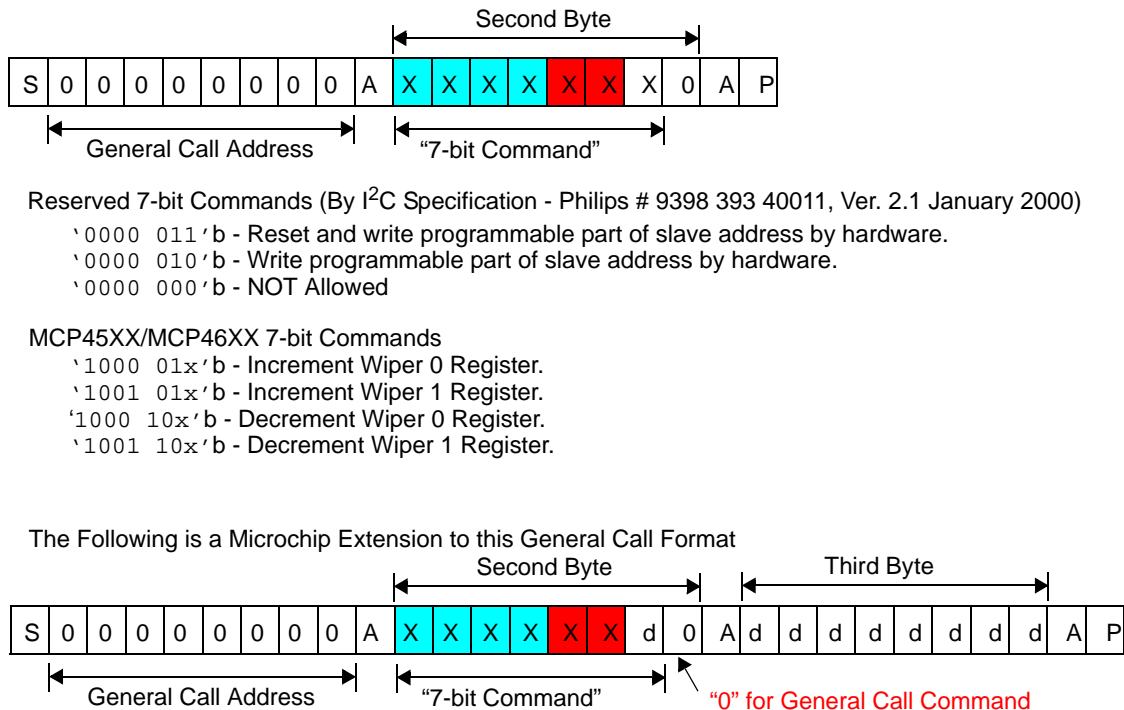 Second Byte
S 0 0 0 0 0 0 0 0 A X X X X X X X 0 A P
General Call Address “7-bit Command”
Reserved 7-bit Commands (By I2C Specification - Philips # 9398 393 40011, Ver. 2.1 January 2000)
‘0000 011’b - Reset and write programmable part of slave address by hardware.
‘0000 010’b - Write programmable part of slave address by hardware.
‘0000 000’b - NOT Allowed
MCP45XX/MCP46XX 7-bit Commands
‘1000 01x’b - Increment Wiper 0 Register.
‘1001 01x’b - Increment Wiper 1 Register.
‘1000 10x’b - Decrement Wiper 0 Register.
‘1001 10x’b - Decrement Wiper 1 Register.
The Following is a Microchip Extension to this General Call Format
Second Byte Third Byte
S 0 0 0 0 0 0 0 0 A X X X X X X d 0 A d d d d d d d d A P
General Call Address “7-bit Command” “0” for General Call Command